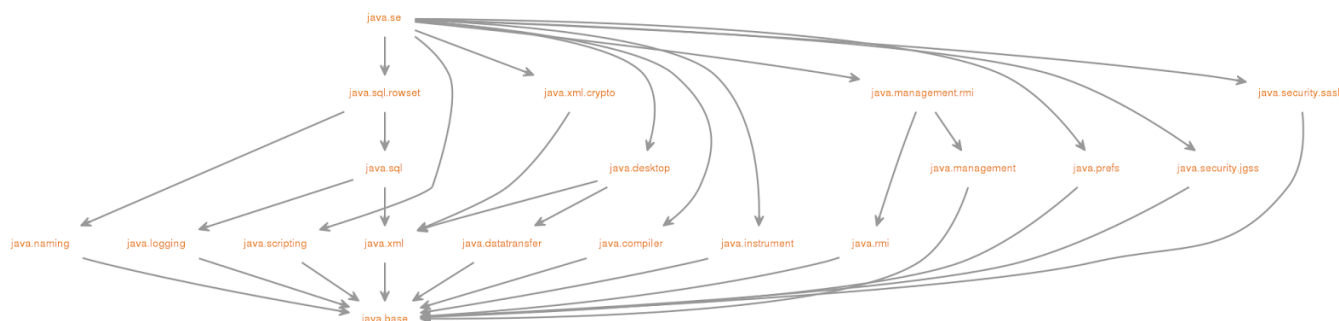 java.se
java.sql.rowset
java.xml.crypto
java.management.rmi
java.security.sasl
java.sql
java.desktop
java.management
java.prefs
java.security.jgss
java.naming
java.logging
java.scripting
java.xml
java.datatransfer
java.compiler
java.instrument
java.rmi
java.base